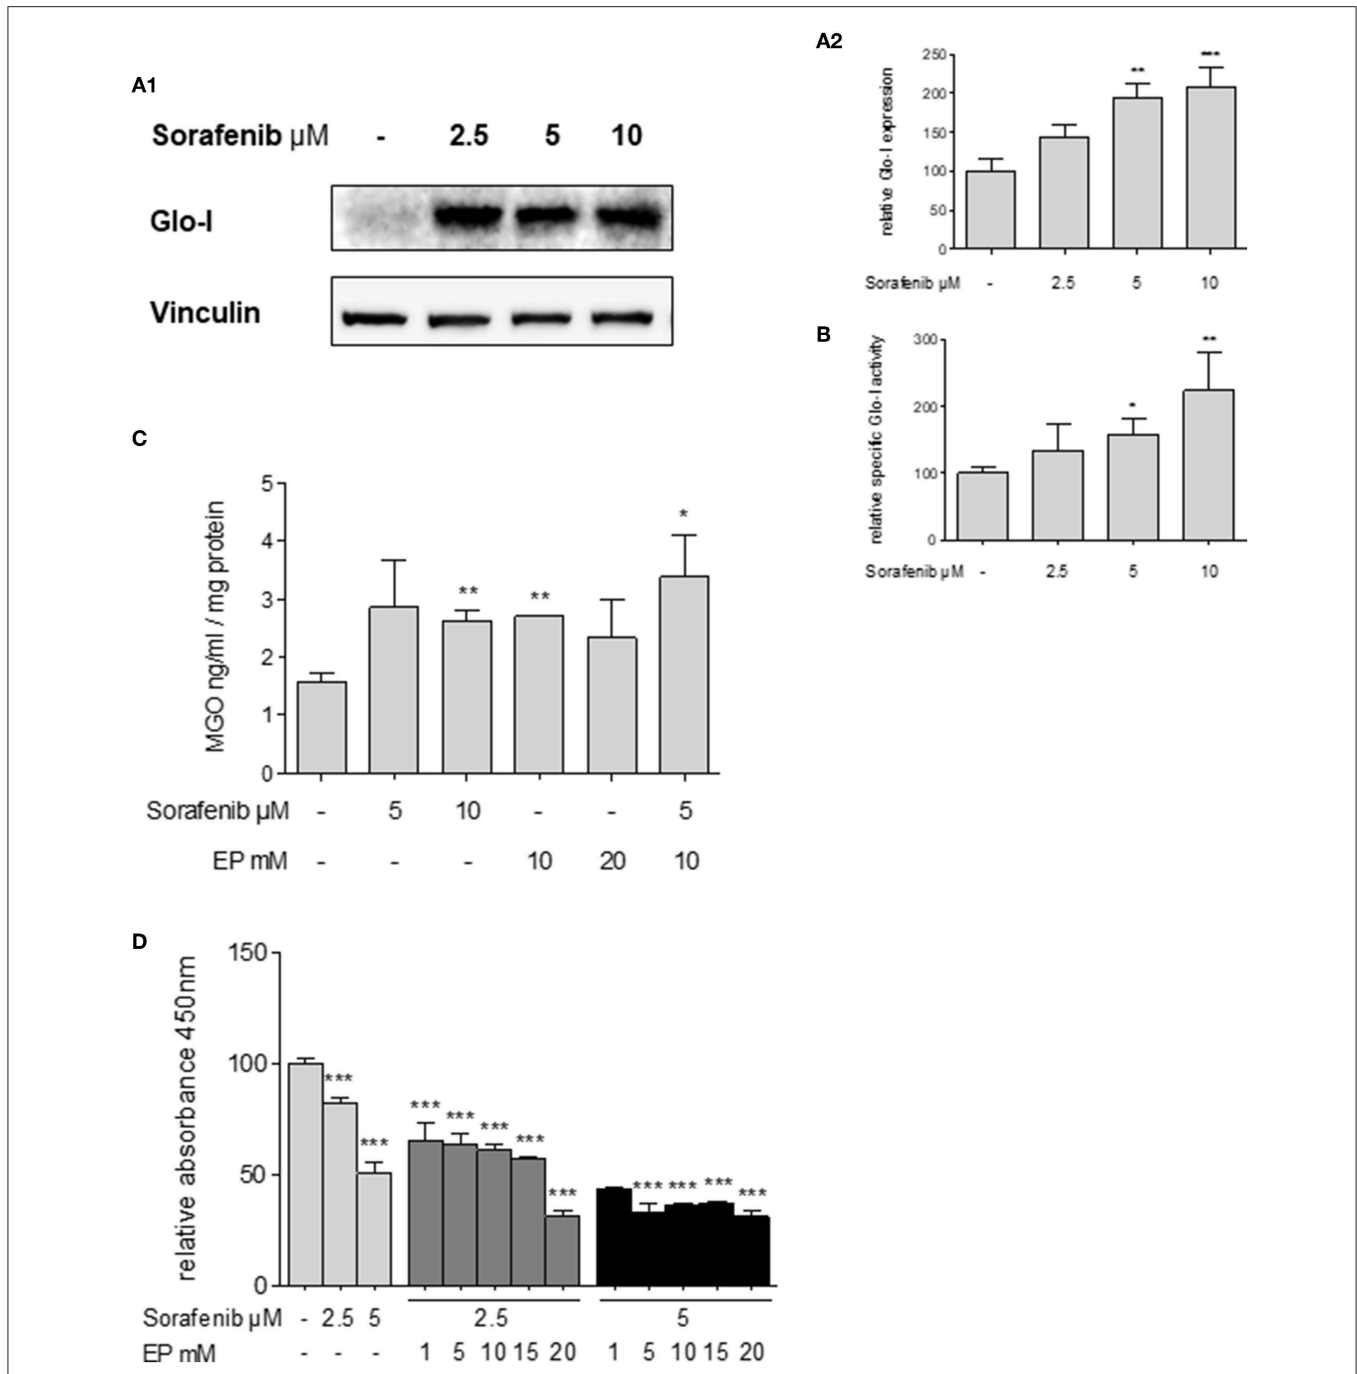 A1
Sorafenib µM - 2.5 5 10
Glo-I
Vinculin
A2
relative Glo-I expression
250
200
150
100
50
0
** ***
Sorafenib µM - 2.5 5 10
B
relative specific Glo-I activity
300
200
100
0
* **
Sorafenib µM - 2.5 5 10
C
MGO ng/ml / mg protein
5
4
3
2
1
0
** ** *
Sorafenib µM - 5 10 - - 5
EP mM - - - 10 20 10
D
relative absorbance 450nm
150
100
50
0
*** *** *** *** *** *** *** *** *** *** ***
Sorafenib µM - 2.5 5 2.5 5
EP mM - - - 1 5 10 15 20 1 5 10 15 20